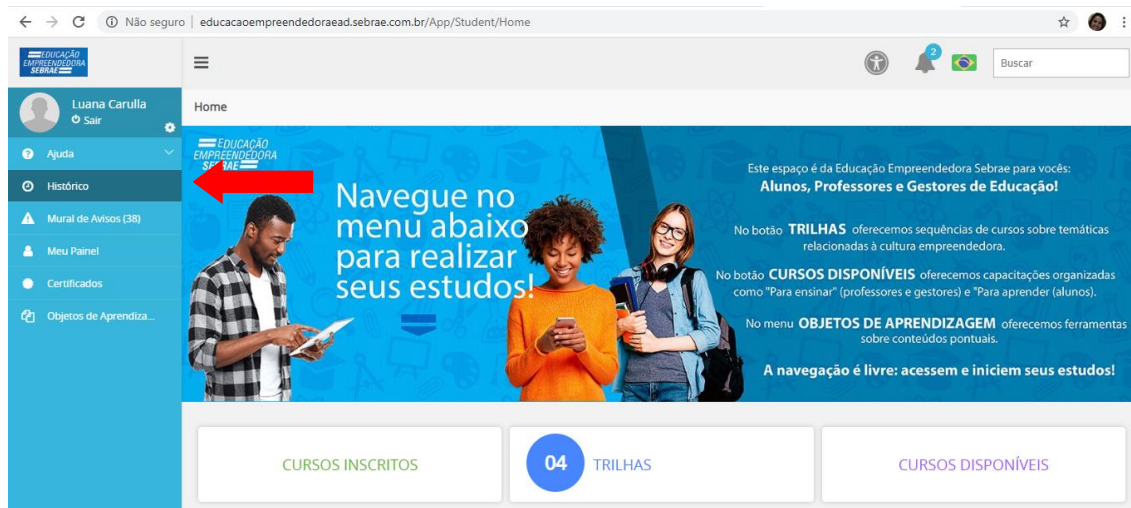 Não seguro | educacaoempreendedoraead.sebrae.com.br/App/Student/Home
EDUCAÇÃO
EMPREENDEDORA
SEBRAE
2
Buscar
Luana Carulla
Sair
Home
Ajuda
Histórico
Mural de Avisos (38)
Meu Painel
Certificados
Objetos de Aprendiza...
EDUCAÇÃO
EMPREENDEDORA
SEBRAE
Navegue no
menu abaixo
para realizar
seus estudos!
Este espaço é da Educação Empreendedora Sebrae para vocês:
Alunos, Professores e Gestores de Educação!
No botão TRILHAS oferecemos sequências de cursos sobre temáticas
relacionadas à cultura empreendedora.
No botão CURSOS DISPONÍVEIS oferecemos capacitações organizadas
como "Para ensinar" (professores e gestores) e "Para aprender (alunos).
No menu OBJETOS DE APRENDIZAGEM oferecemos ferramentas
sobre conteúdos pontuais.
A navegação é livre: acessem e iniciem seus estudos!
CURSOS INSCRITOS
04 TRILHAS
CURSOS DISPONÍVEIS